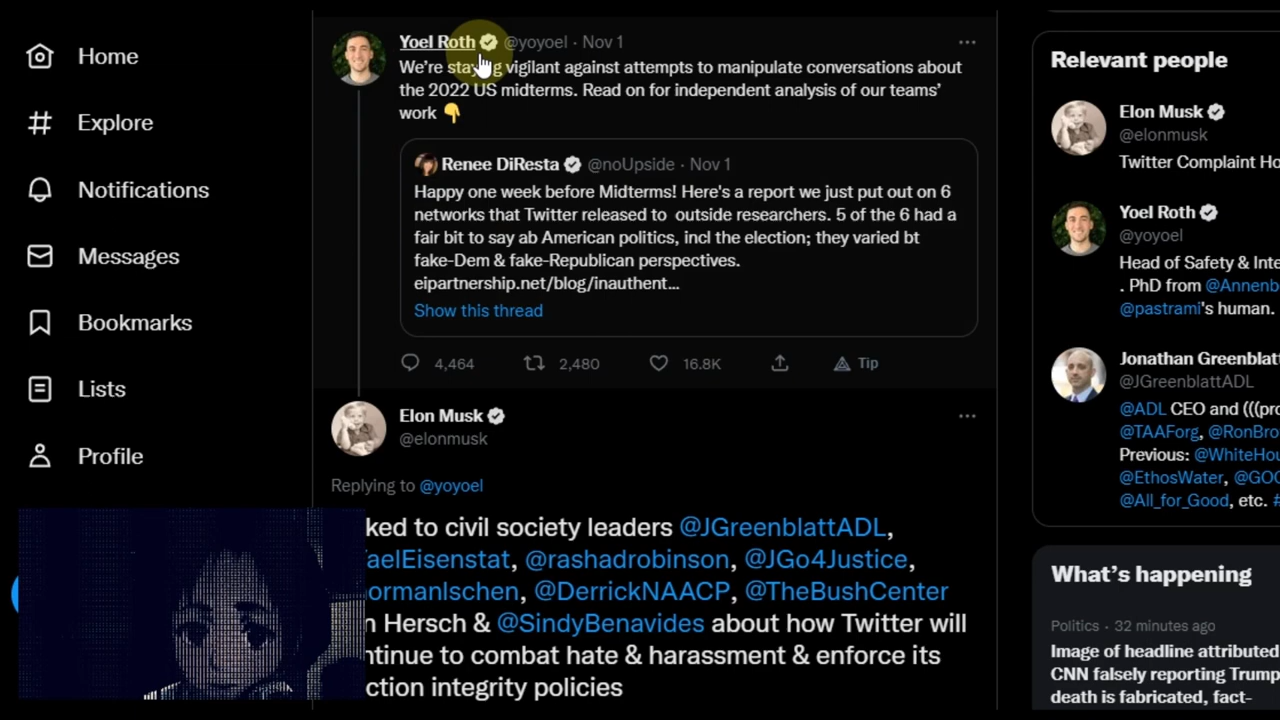 Home
Explore
Notifications
Messages
Bookmarks
Lists
Profile
Yoel Roth @yoyoel · Nov 1
We're vigilant against attempts to manipulate conversations about
the 2022 US midterms. Read on for independent analysis of our teams'
work 👇
Renee DiResta @noUpside · Nov 1
Happy one week before Midterms! Here's a report we just put out on 6
networks that Twitter released to outside researchers. 5 of the 6 had a
fair bit to say ab American politics, incl the election; they varied bt
fake-Dem & fake-Republican perspectives.
eipartnership.net/blog/inauthent...
Show this thread
4,464 2,480 16.8K Tip
Elon Musk
@elonmusk
Replying to @yoyoel
ked to civil society leaders @JGreenblattADL,
aelEisenstat, @rashadrobinson, @JGo4Justice,
ormanlschen, @DerrickNAACP, @TheBushCenter
n Hersch & @SindyBenavides about how Twitter will
ntinue to combat hate & harassment & enforce its
ction integrity policies
Relevant people
Elon Musk
@elonmusk
Twitter Complaint Ho
Yoel Roth
@yoyoel
Head of Safety & Inte
. PhD from @Annenb
@pastrami's human.
Jonathan Greenblat
@JGreenblattADL
@ADL CEO and (((pro
@TAAForg, @RonBro
Previous: @WhiteHou
@EthosWater, @GOO
@All_for_Good, etc. #
What's happening
Politics · 32 minutes ago
Image of headline attributed
CNN falsely reporting Trump
death is fabricated, fact-